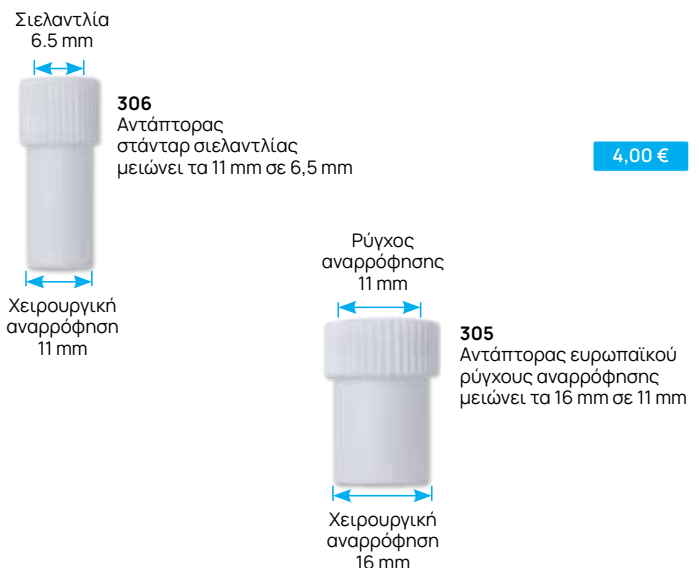 Σιελαντλία
6.5 mm
306
Αντάπτορας
στάνταρ σιελαντλίας
μειώνει τα 11 mm σε 6,5 mm
4,00 €
Χειρουργική
αναρρόφηση
11 mm
Ρύγχος
αναρρόφησης
11 mm
305
Αντάπτορας ευρωπαϊκού
ρύγχους αναρρόφησης
μειώνει τα 16 mm σε 11 mm
Χειρουργική
αναρρόφηση
16 mm